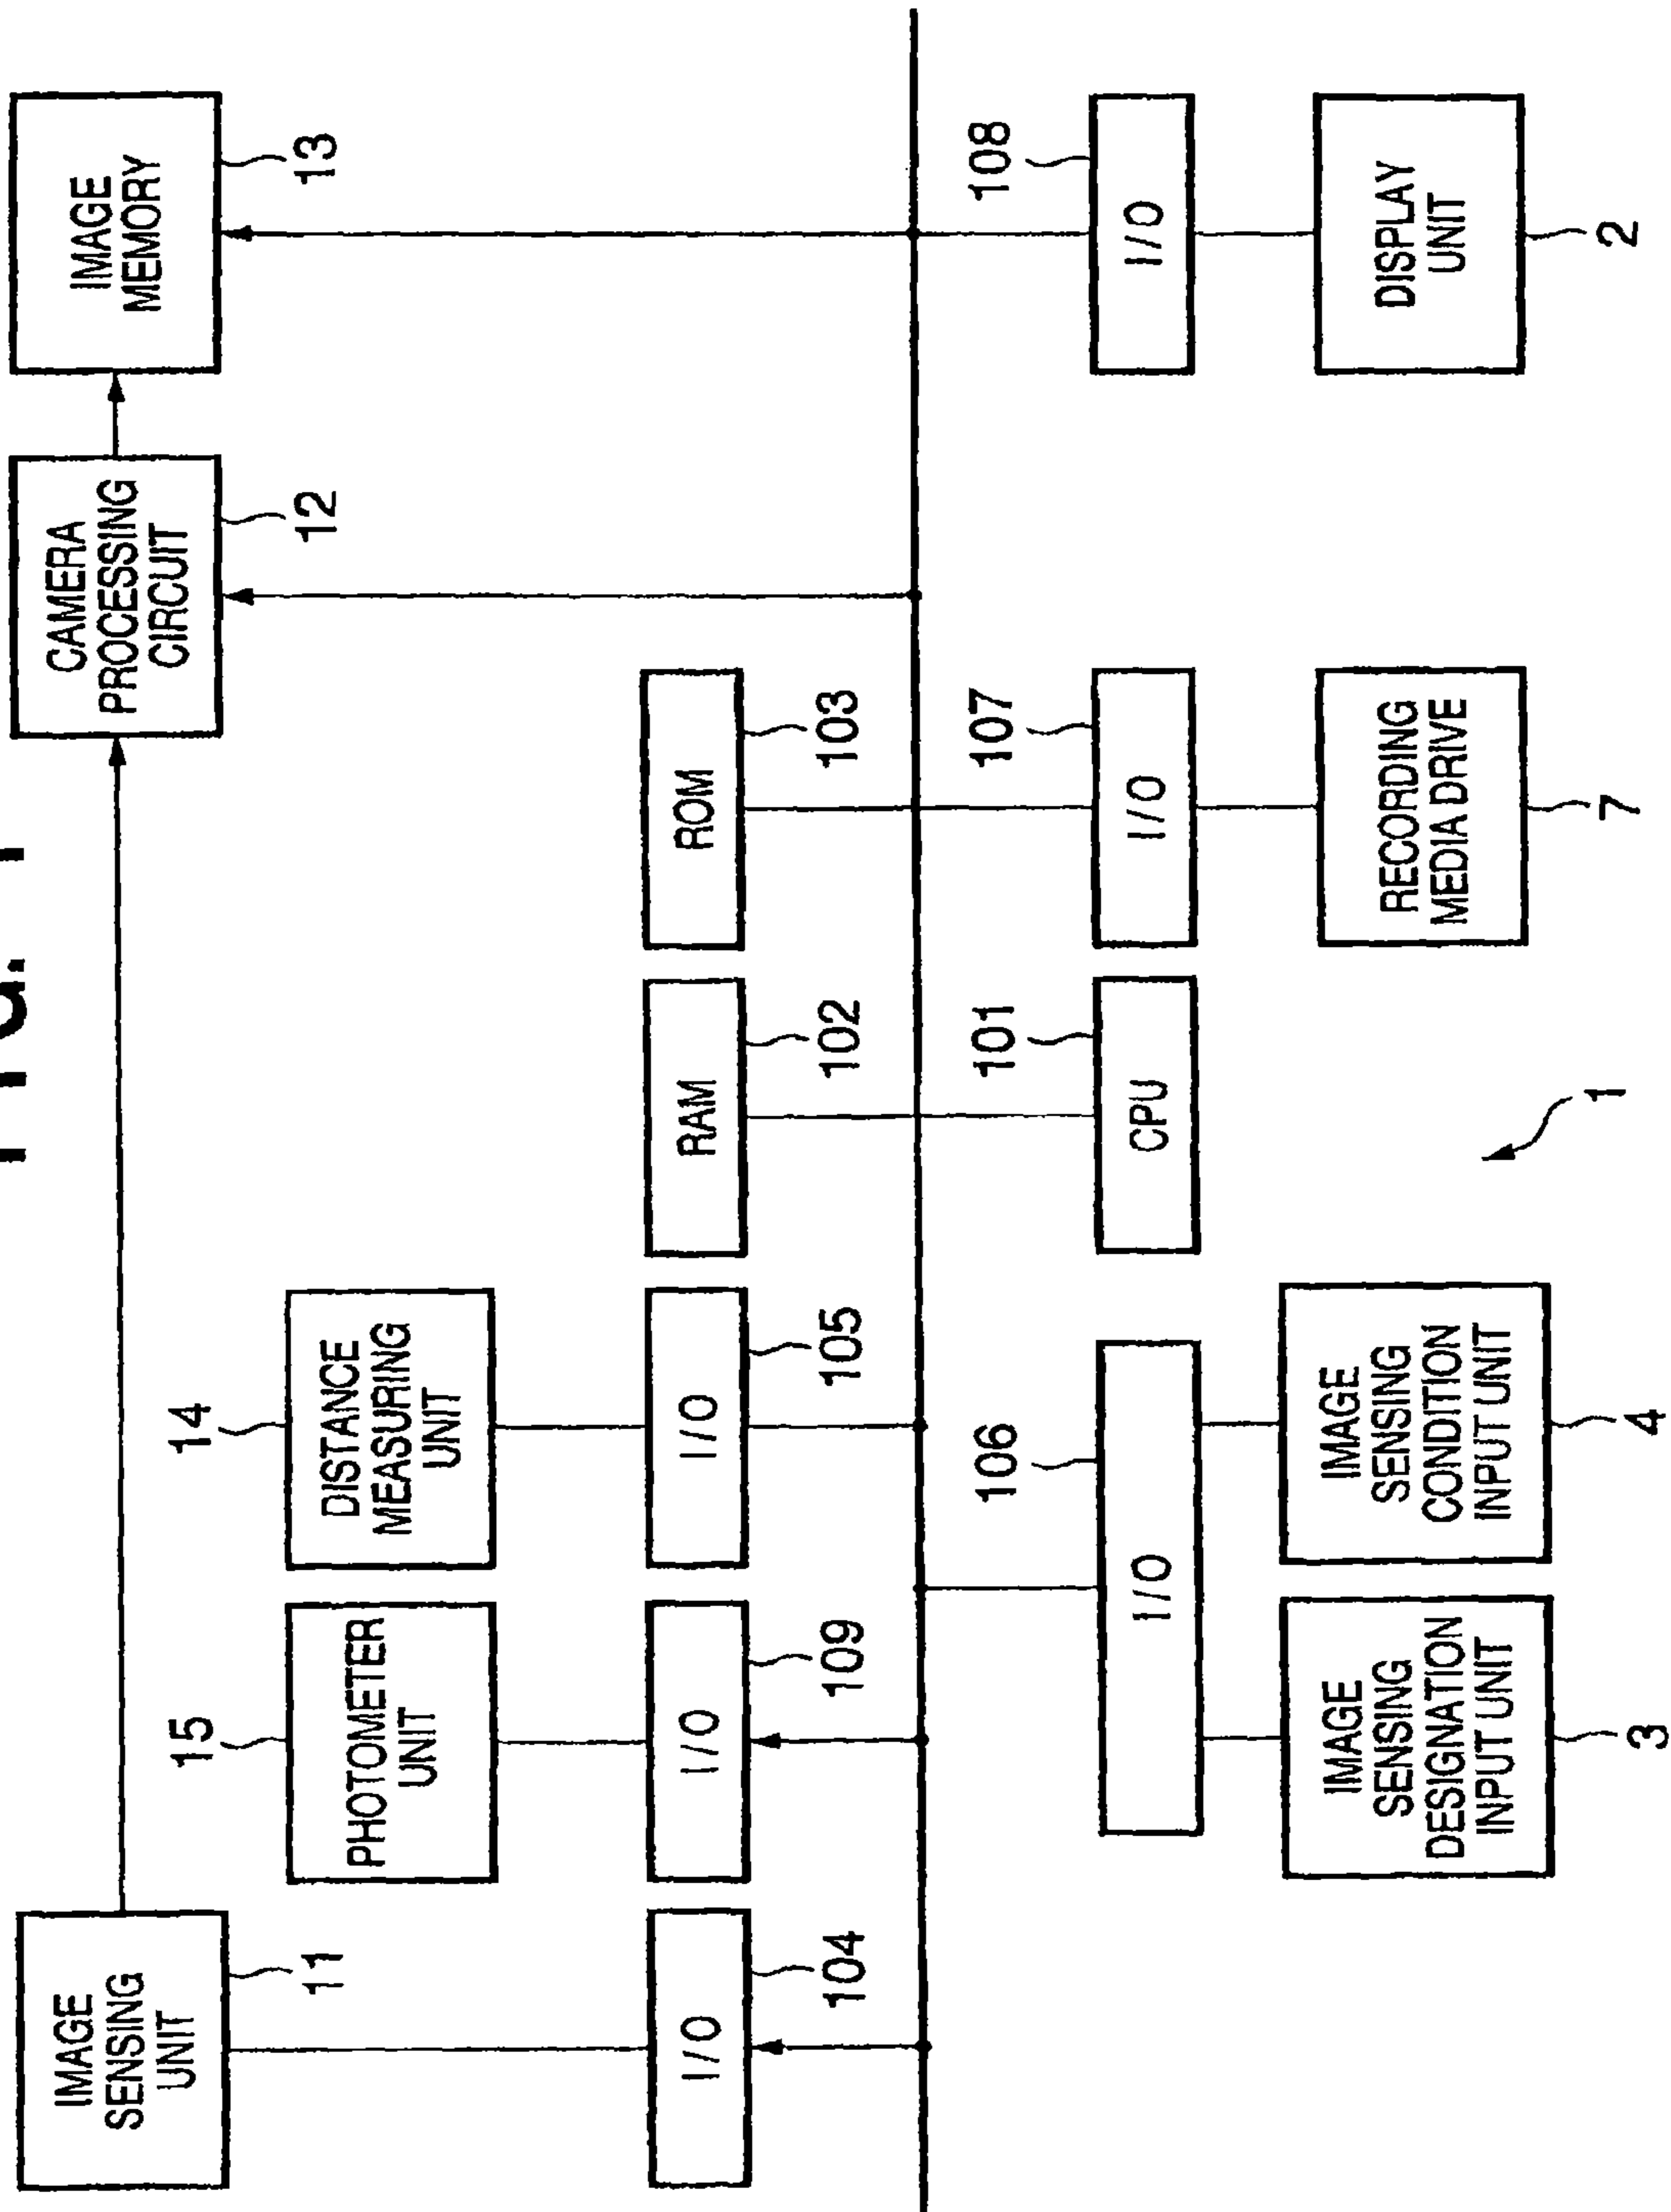 FIG. 1
IMAGE
SENSING
UNIT
11
CAMERA
PROCESSING
CIRCUIT
12
IMAGE
MEMORY
13
15
PHOTOMETER
UNIT
14
DISTANCE
MEASURING
UNIT
I/O
104
I/O
109
I/O
105
RAM
102
ROM
103
106
I/O
101
CPU
107
I/O
108
I/O
IMAGE
SENSING
DESIGNATION
INPUT UNIT
3
IMAGE
SENSING
CONDITION
INPUT UNIT
4
1
RECORDING
MEDIA DRIVE
7
DISPLAY
UNIT
2